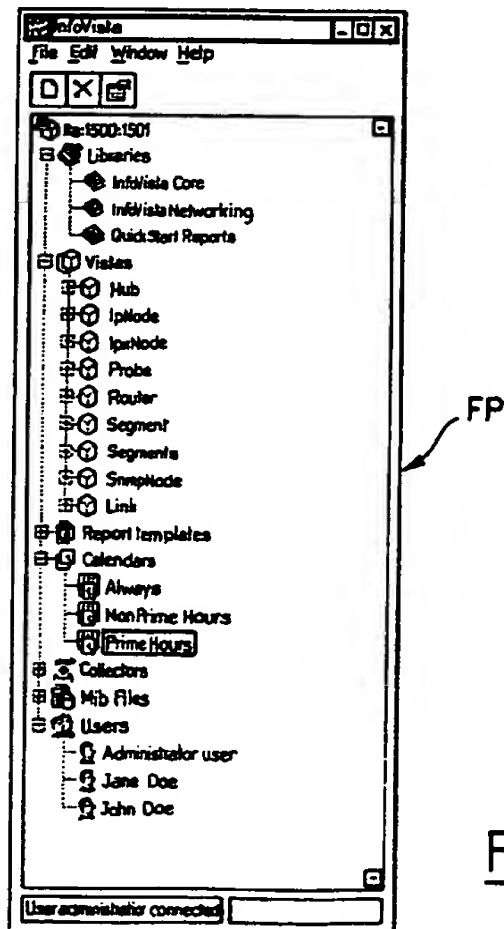 InfoVista
File Edit Window Help
Libraries
InfoVista Core
InfoVista Networking
QuickStart Reports
Vistas
Hub
IpNode
IpxNode
Probe
Router
Segment
Segments
SnmpNode
Link
Report templates
Calendars
Always
NonPrime Hours
Prime Hours
Collectors
Mib Files
Users
Administrator user
Jane Doe
John Doe
User administrator connected
FP
F